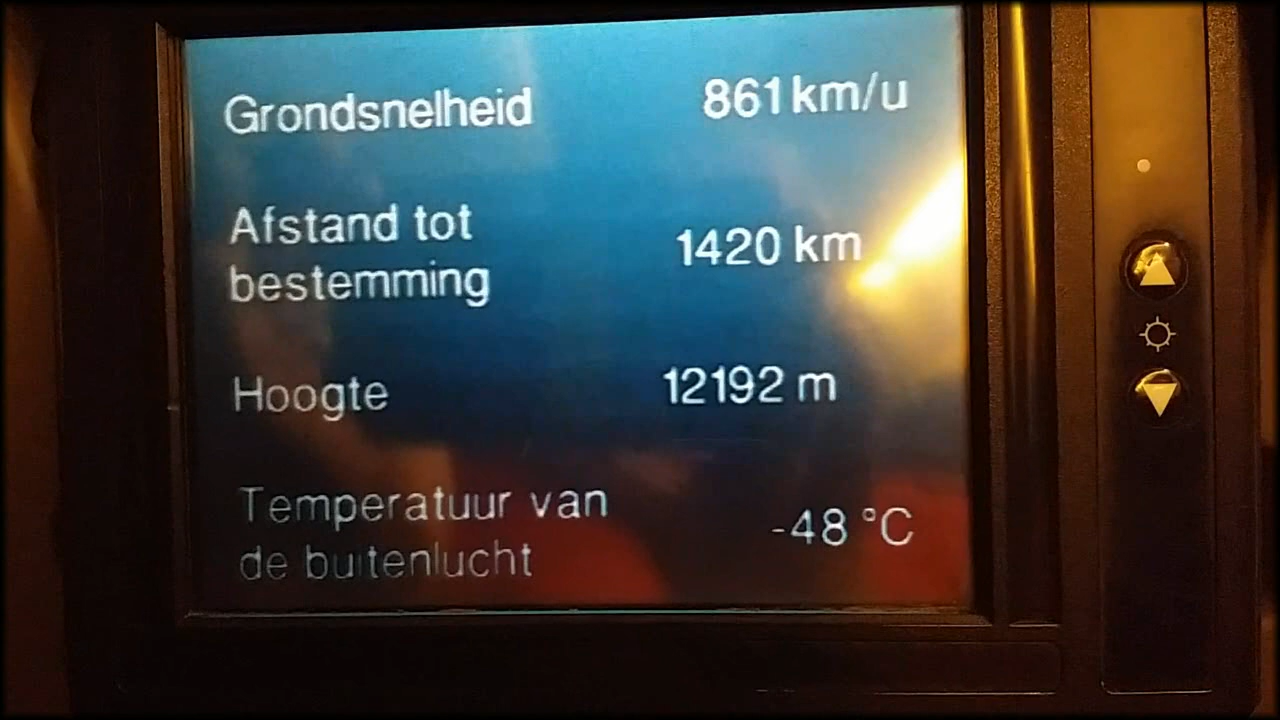 Grondsnelheid 861 km/u
Afstand tot
bestemming 1420 km
Hoogte 12192 m
Temperatuur van
de buitenlucht -48 °C